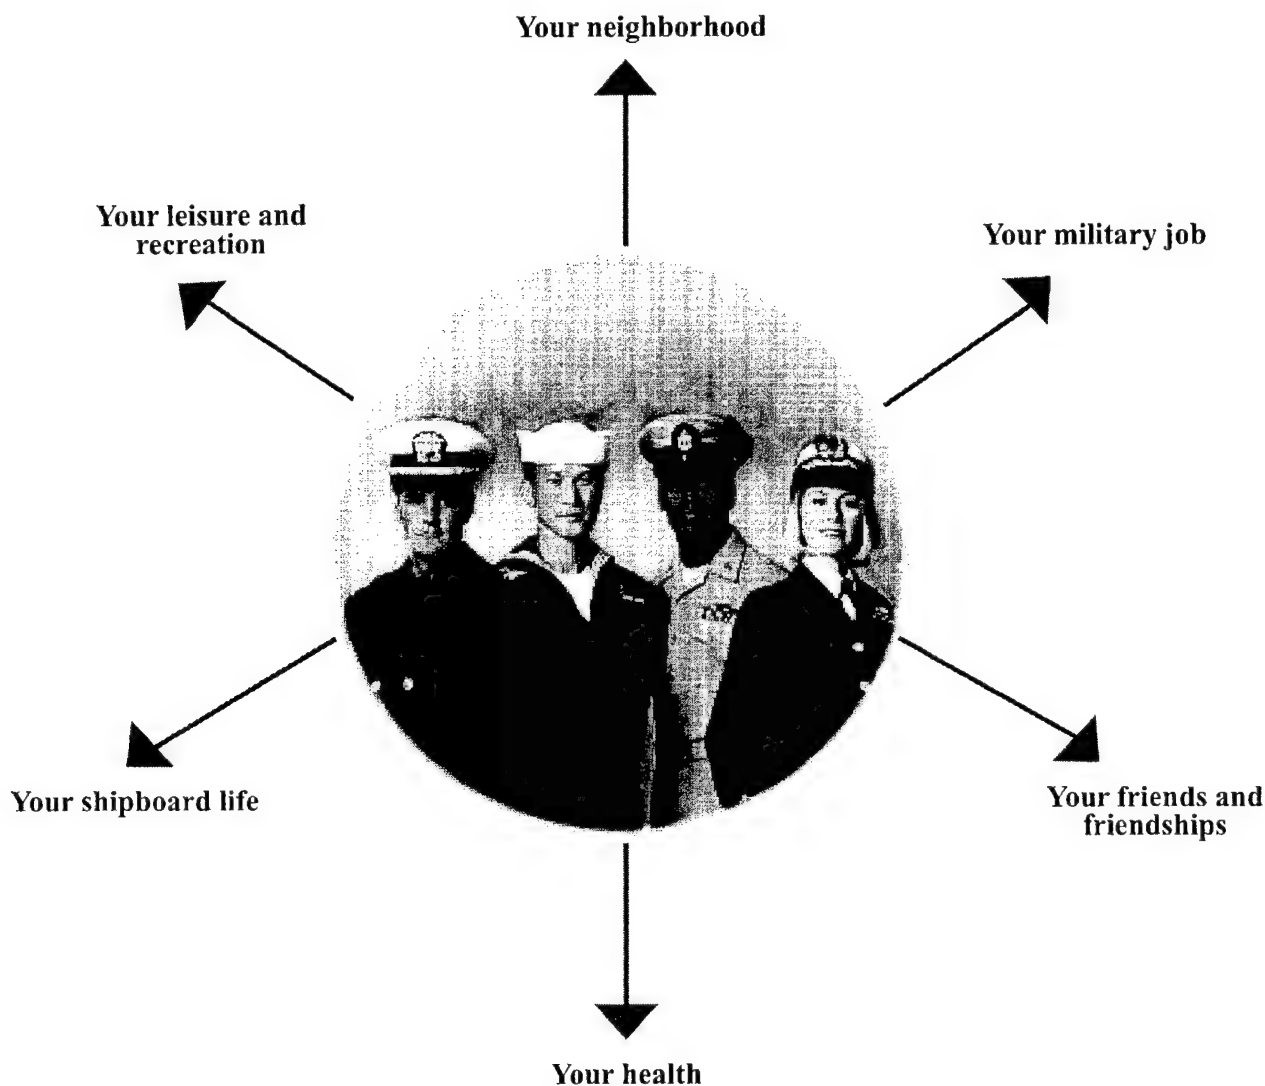 Your neighborhood
Your leisure and
recreation
Your military job
Your shipboard life
Your friends and
friendships
Your health